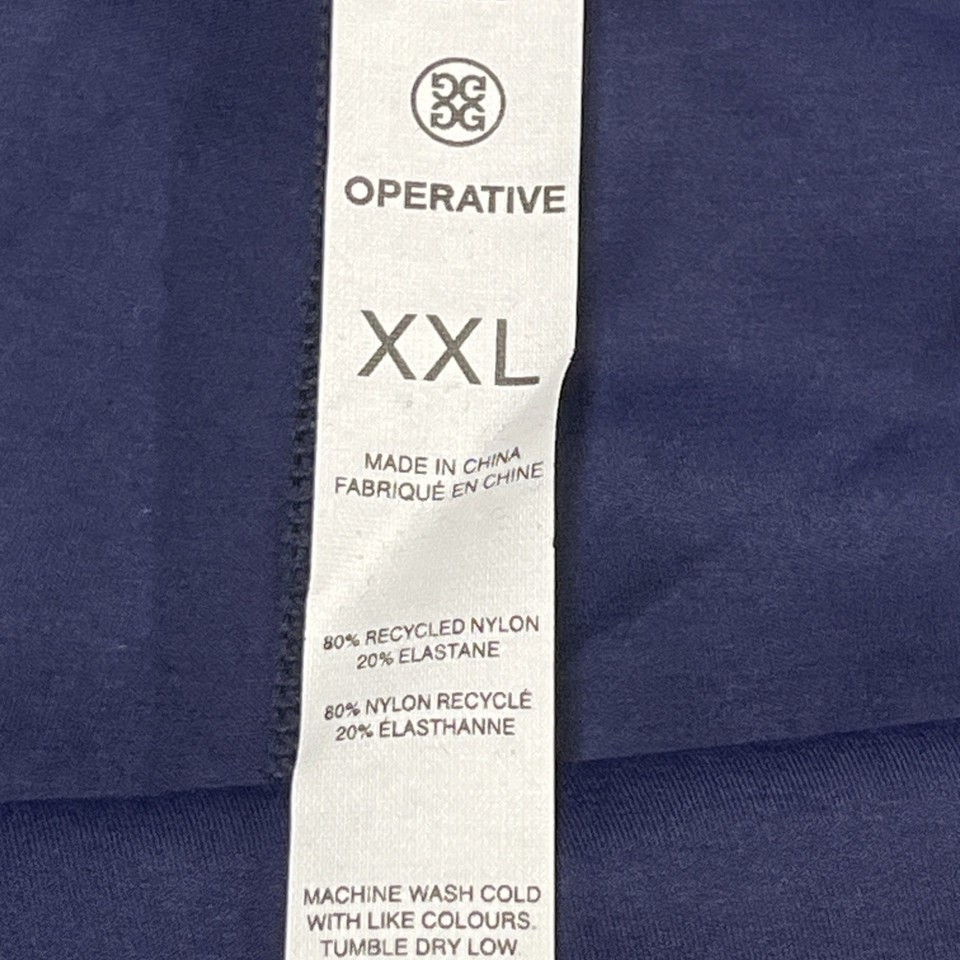 OPERATIVE
XXL
MADE IN CHINA
FABRIQUÉ EN CHINE
80% RECYCLED NYLON
20% ELASTANE
80% NYLON RECYCLÉ
20% ÉLASTHANNE
MACHINE WASH COLD
WITH LIKE COLOURS.
TUMBLE DRY LOW.